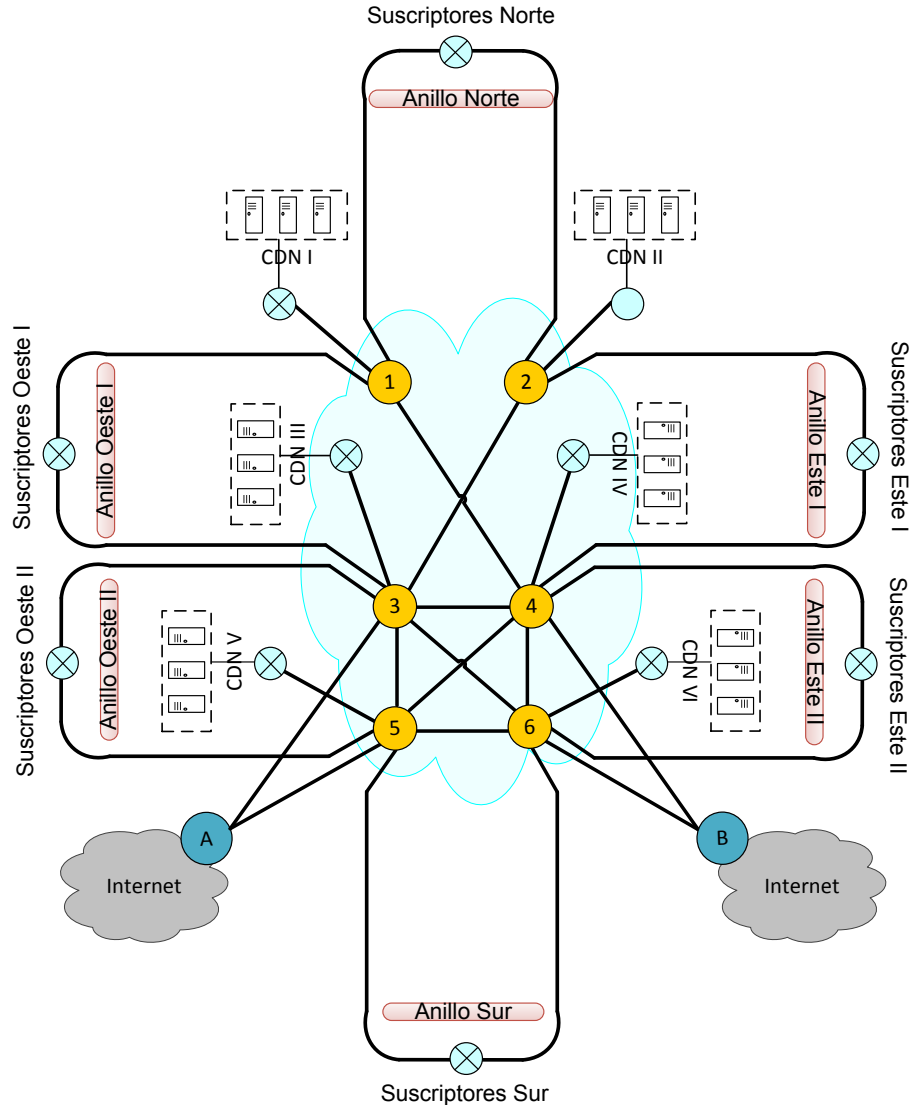 Suscriptores Norte
Anillo Norte
CDN I
CDN II
1
2
Suscriptores Oeste I
Anillo Oeste I
CDN III
CDN IV
Anillo Este I
Suscriptores Este I
3
4
Suscriptores Oeste II
Anillo Oeste II
CDN V
CDN VI
Anillo Este II
Suscriptores Este II
5
6
A
B
Internet
Internet
Anillo Sur
Suscriptores Sur